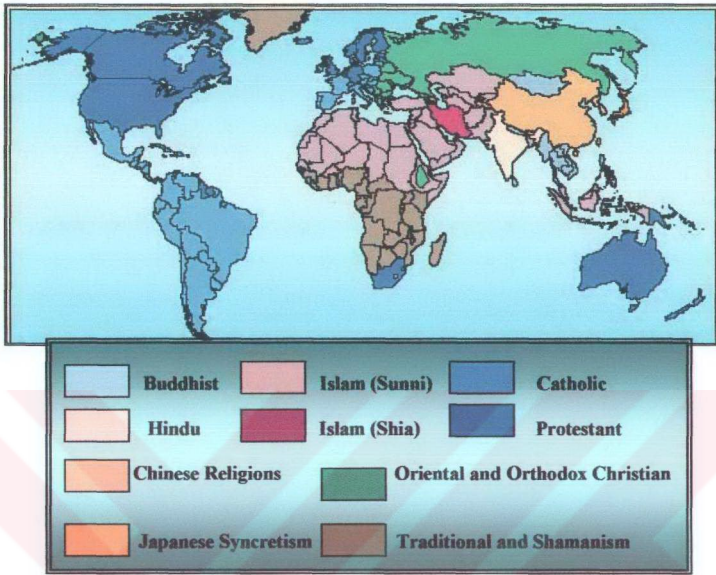 Buddhist Islam (Sunni) Catholic
Hindu Islam (Shia) Protestant
Chinese Religions Oriental and Orthodox Christian
Japanese Syncretism Traditional and Shamanism